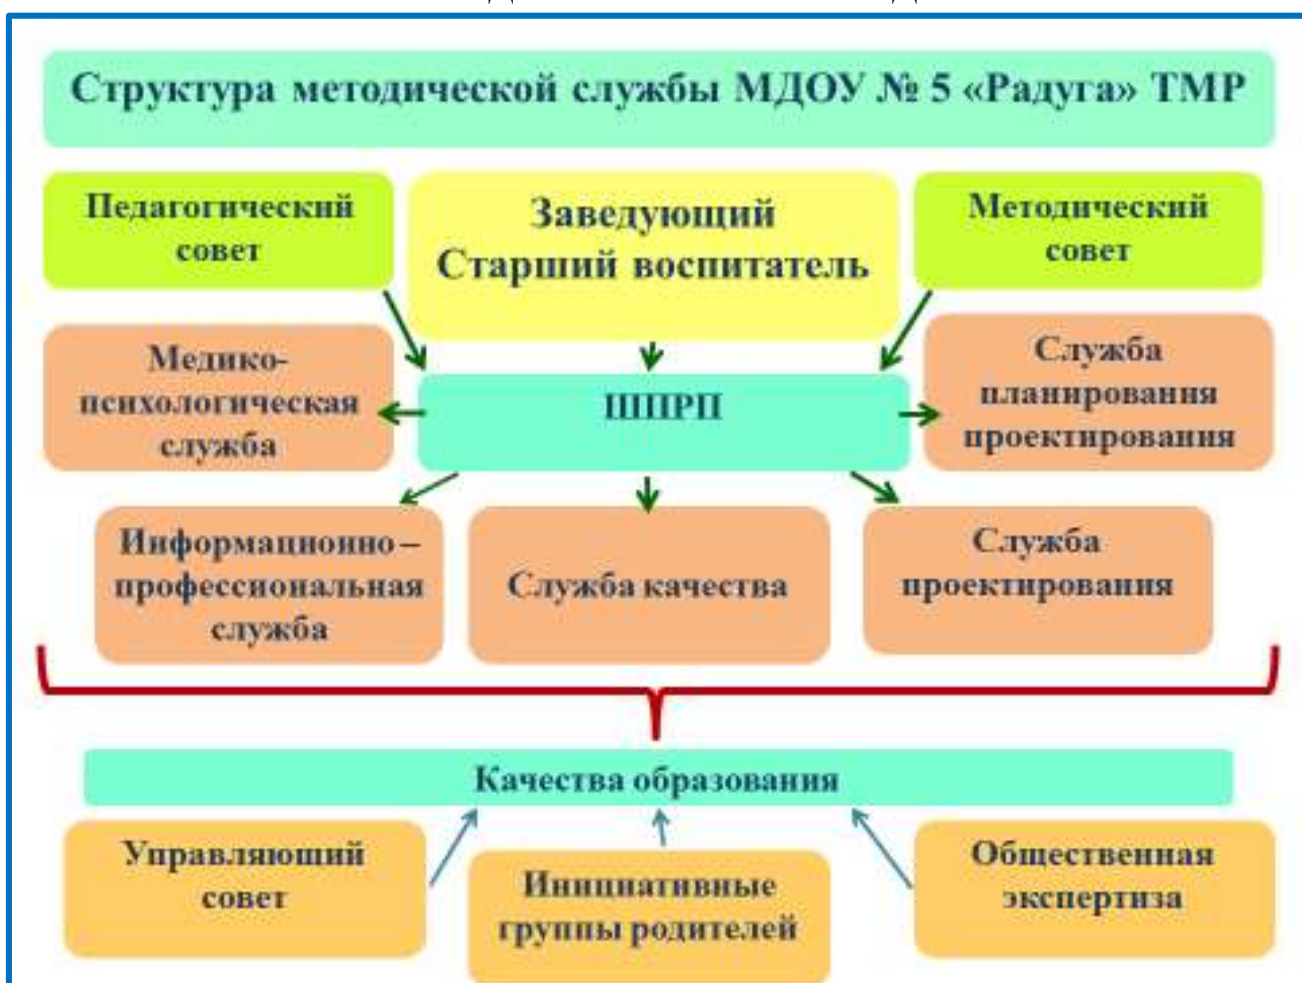 Структура методической службы МДОУ № 5 «Радуга» ТМР
Педагогический
совет
Заведующий
Старший воспитатель
Методический
совет
Медико-
психологическая
служба
ШПРП
Служба
планирования
проектирования
Информационно –
профессиональная
служба
Служба качества
Служба
проектирования
Качества образования
Управляющий
совет
Инициативные
группы родителей
Общественная
экспертиза